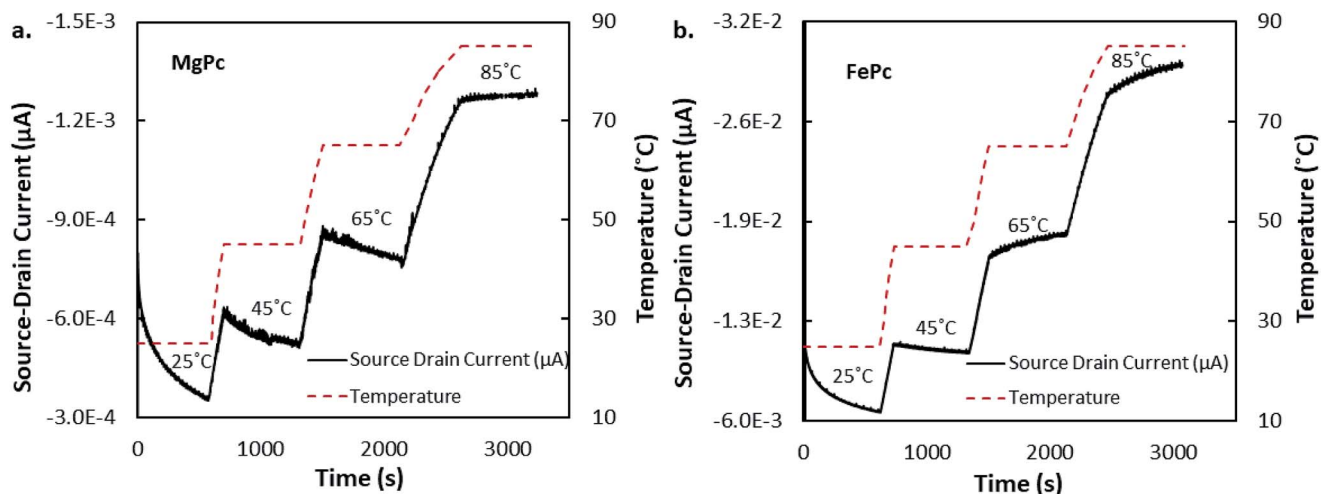 a.
MgPc
Source-Drain Current (µA)
-1.5E-3
-1.2E-3
-9.0E-4
-6.0E-4
-3.0E-4
25˚C
45˚C
65˚C
85˚C
Source Drain Current (µA)
Temperature
90
70
50
30
10
Temperature (˚C)
0 1000 2000 3000
Time (s)
b.
FePc
Source-Drain Current (µA)
-3.2E-2
-2.6E-2
-1.9E-2
-1.3E-2
-6.0E-3
25˚C
45˚C
65˚C
85˚C
Source Drain Current (µA)
Temperature
90
70
50
30
10
Temperature (˚C)
0 1000 2000 3000
Time (s)